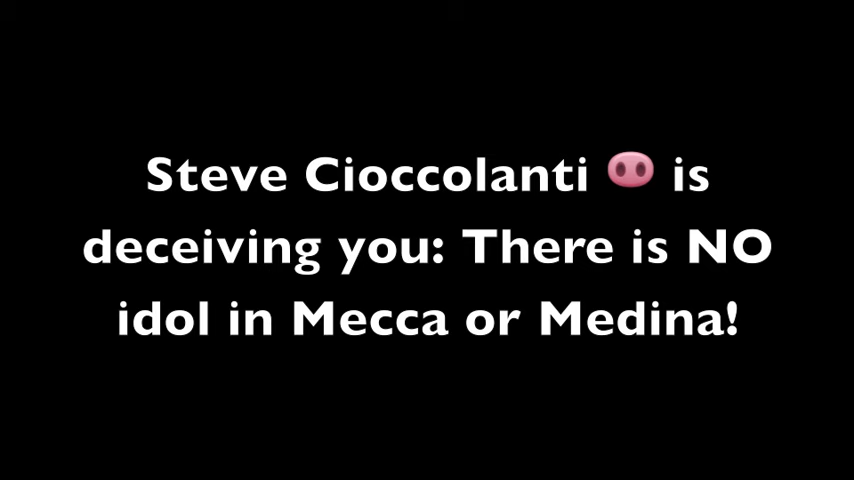 Steve Cioccolanti 🐽 is
deceiving you: There is NO
idol in Mecca or Medina!